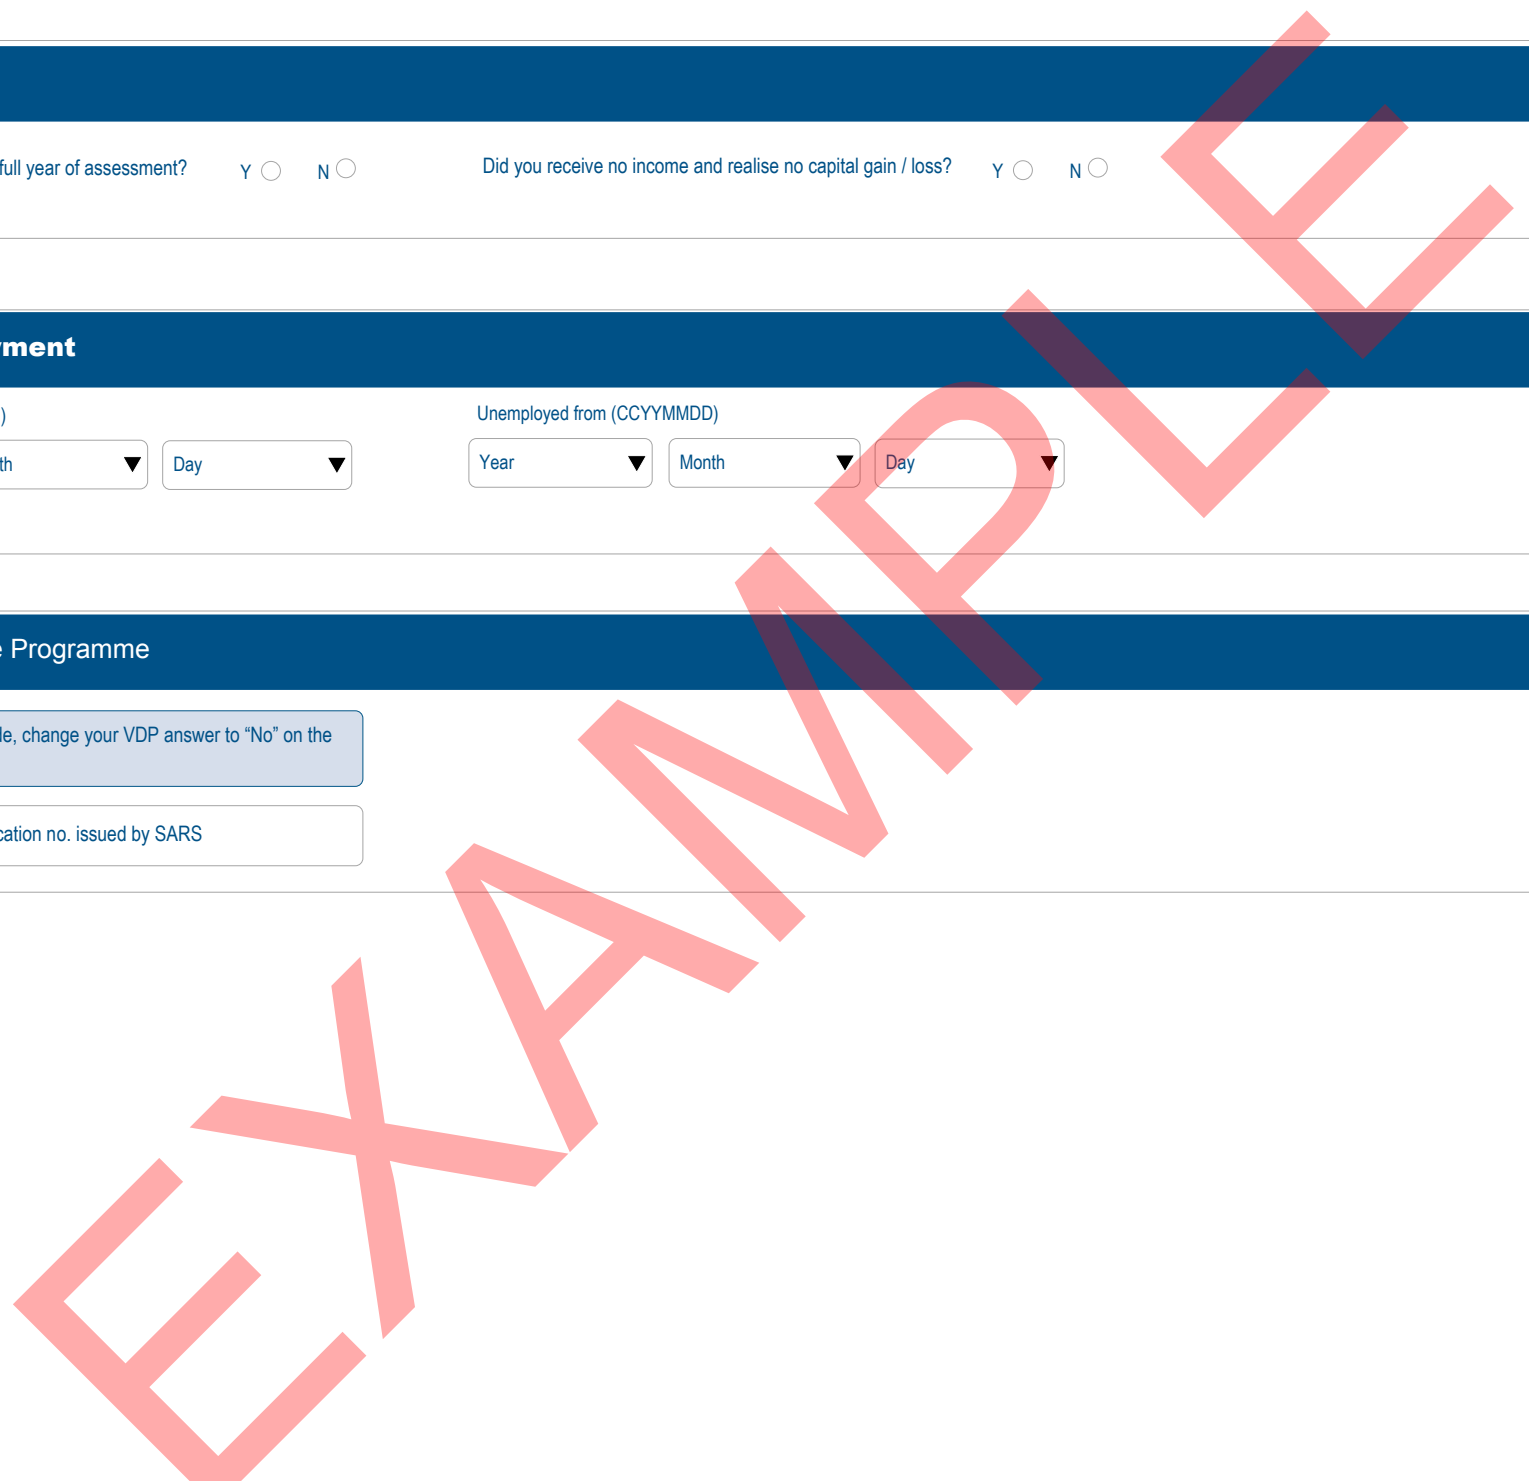 full year of assessment? Y N Did you receive no income and realise no capital gain / loss? Y N
yment
) Unemployed from (CCYYMMDD)
th Day Year Month Day
e Programme
le, change your VDP answer to “No” on the
cation no. issued by SARS
EXAMPLE